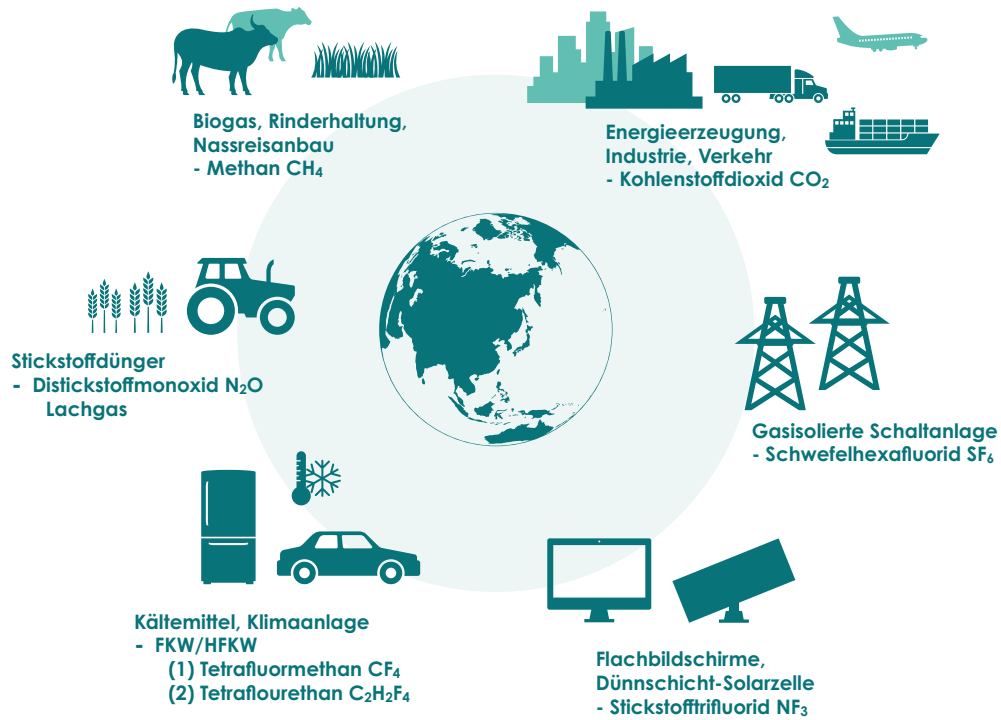 Biogas, Rinderhaltung,
Nassreisanbau
- Methan CH₄
Energieerzeugung,
Industrie, Verkehr
- Kohlenstoffdioxid CO₂
Stickstoffdünger
- Distickstoffmonoxid N₂O
Lachgas
Gasisolierte Schaltanlage
- Schwefelhexafluorid SF₆
Kältemittel, Klimaanlage
- FKW/HFKW
(1) Tetrafluormethan CF₄
(2) Tetraflourethan C₂H₂F₄
Flachbildschirme,
Dünnschicht-Solarzelle
- Stickstofftrifluorid NF₃